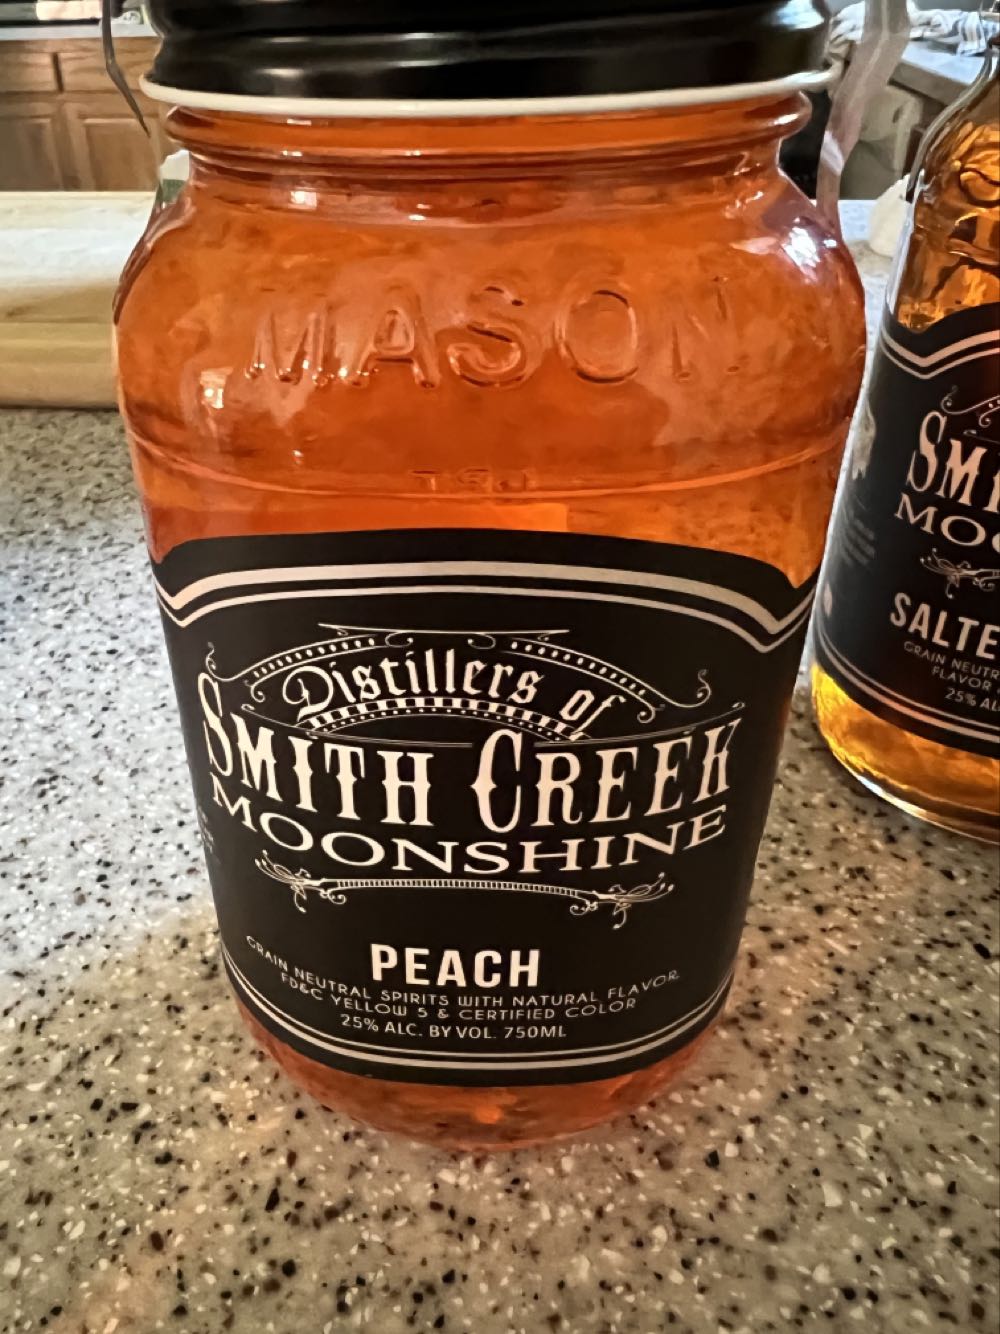 MASON
Distillers of
SMITH CREEK
MOONSHINE
PEACH
GRAIN NEUTRAL SPIRITS WITH NATURAL FLAVOR
FD&C YELLOW 5 & CERTIFIED COLOR
25% ALC. BY VOL. 750ML
SMI
MOO
SALTE
GRAIN NEUTR
FLAVOR
25% AL